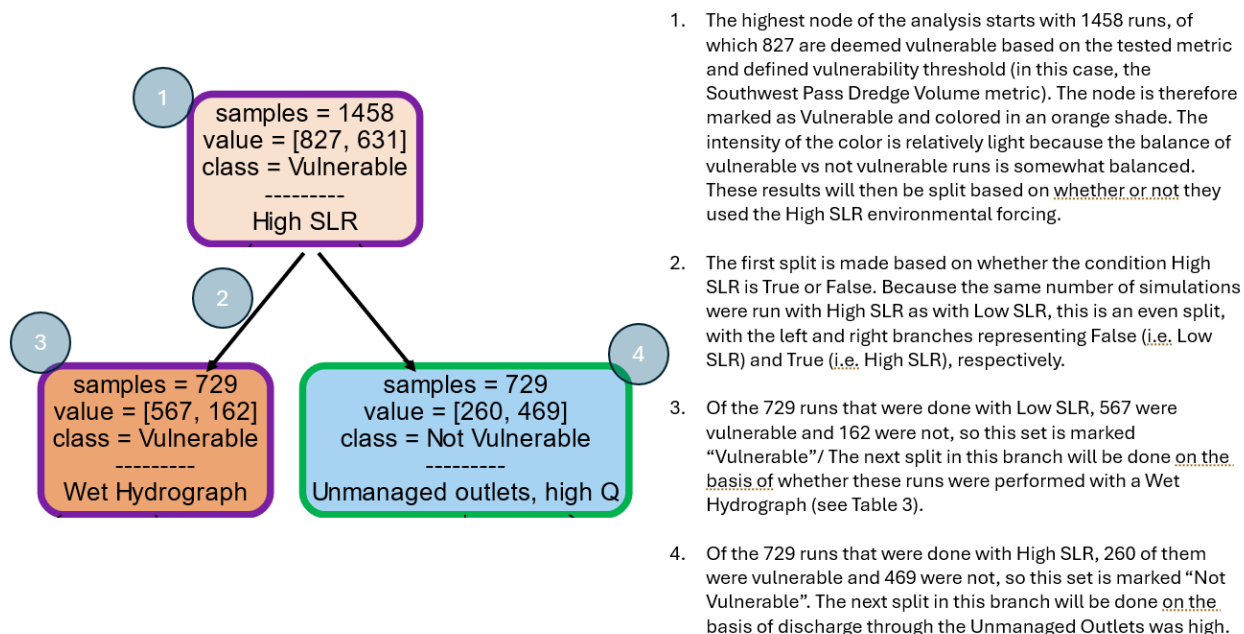 1
samples = 1458
value = [827, 631]
class = Vulnerable
---------
High SLR
2
3
samples = 729
value = [567, 162]
class = Vulnerable
---------
Wet Hydrograph
4
samples = 729
value = [260, 469]
class = Not Vulnerable
---------
Unmanaged outlets, high Q
1. The highest node of the analysis starts with 1458 runs, of
which 827 are deemed vulnerable based on the tested metric
and defined vulnerability threshold (in this case, the
Southwest Pass Dredge Volume metric). The node is therefore
marked as Vulnerable and colored in an orange shade. The
intensity of the color is relatively light because the balance of
vulnerable vs not vulnerable runs is somewhat balanced.
These results will then be split based on whether or not they
used the High SLR environmental forcing.
2. The first split is made based on whether the condition High
SLR is True or False. Because the same number of simulations
were run with High SLR as with Low SLR, this is an even split,
with the left and right branches representing False (i.e. Low
SLR) and True (i.e. High SLR), respectively.
3. Of the 729 runs that were done with Low SLR, 567 were
vulnerable and 162 were not, so this set is marked
“Vulnerable”/ The next split in this branch will be done on the
basis of whether these runs were performed with a Wet
Hydrograph (see Table 3).
4. Of the 729 runs that were done with High SLR, 260 of them
were vulnerable and 469 were not, so this set is marked “Not
Vulnerable”. The next split in this branch will be done on the
basis of discharge through the Unmanaged Outlets was high.